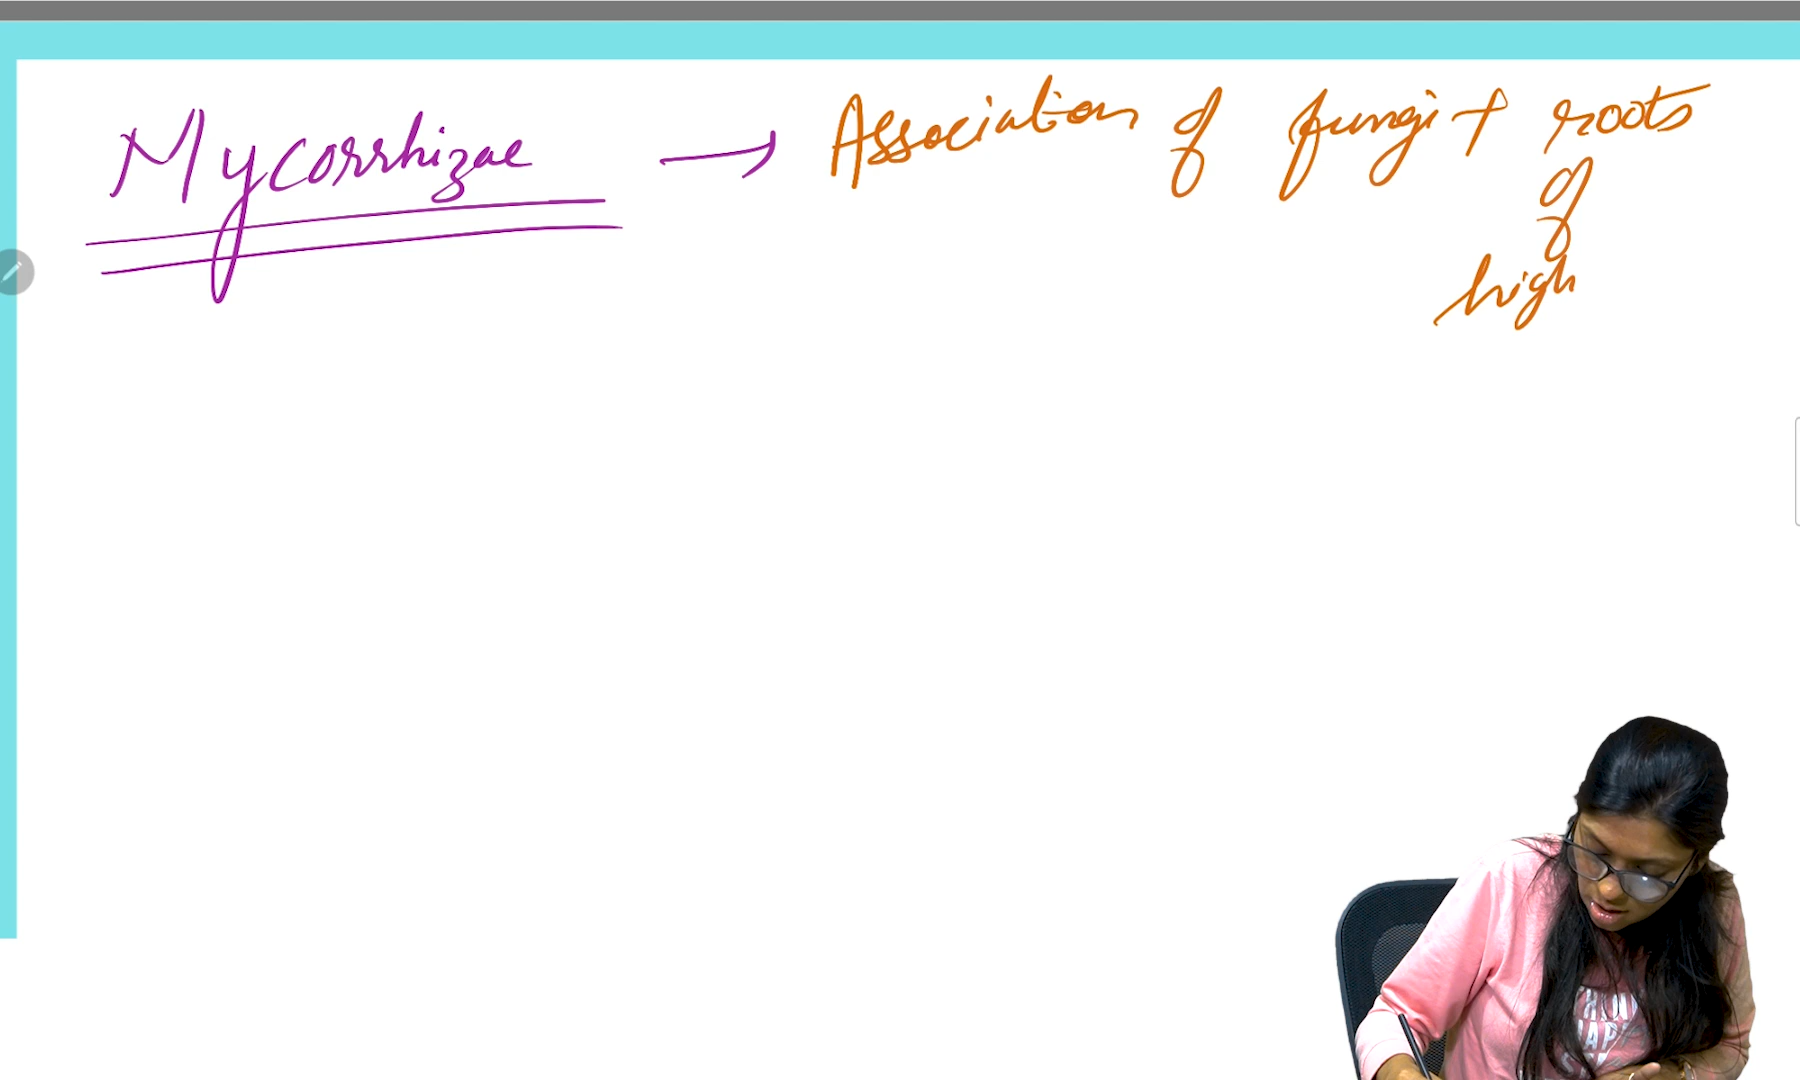 Mycorrhizae → Association of fungi + roots
of
high